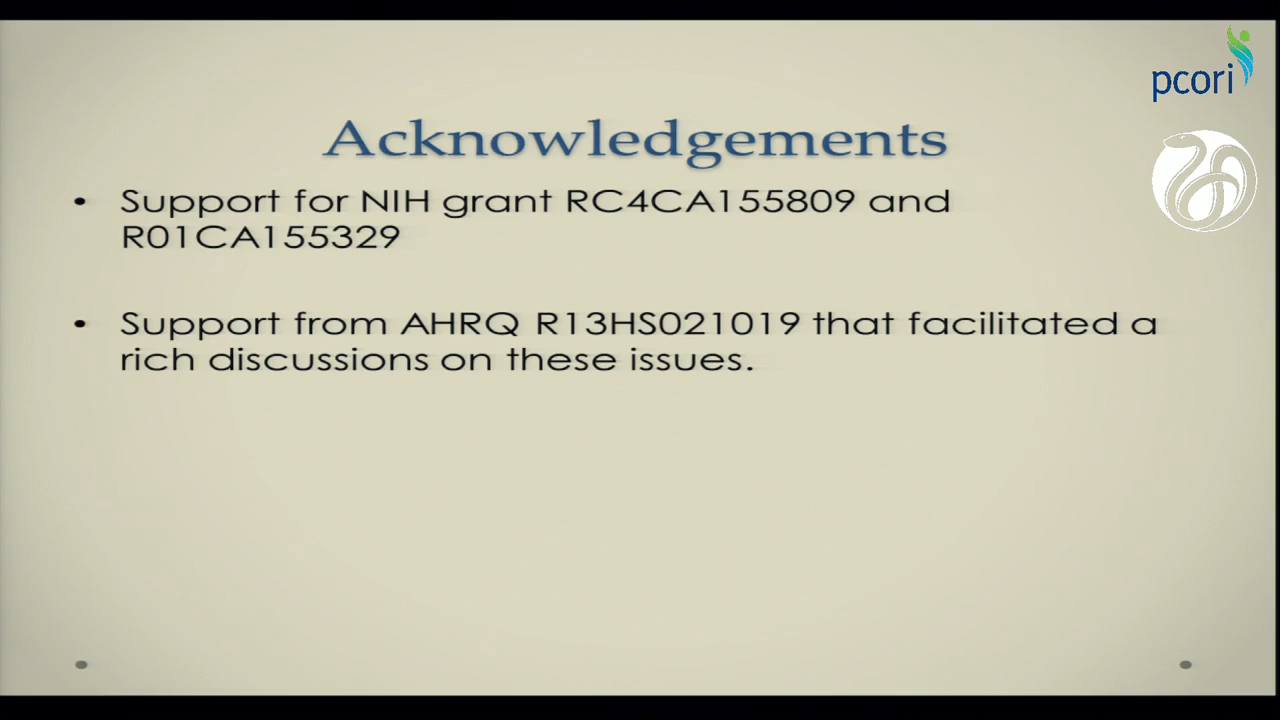 pcori
Acknowledgements
• Support for NIH grant RC4CA155809 and
R01CA155329
• Support from AHRQ R13HS021019 that facilitated a
rich discussions on these issues.